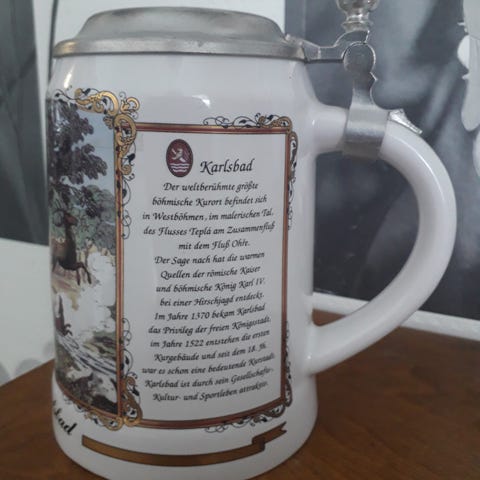 Karlsbad
Der weltberühmte größte
böhmische Kurort befindet sich
in Westböhmen, im malerischen Tal,
des Flusses Teplá am Zusammenfluß
mit dem Fluß Ohře.
Der Sage nach hat die warmen
Quellen der römische Kaiser
und böhmische König Karl IV.
bei einer Hirschjagd entdeckt.
Im Jahre 1370 bekam Karlsbad
das Privileg der freien Königsstadt,
im Jahre 1522 entstehen die ersten
Kurgebäude und seit dem 18. Jh.
war es schon eine bedeutende Kurstadt.
Karlsbad ist durch sein Gesellschafts-,
Kultur- und Sportleben attraktiv.
sbad